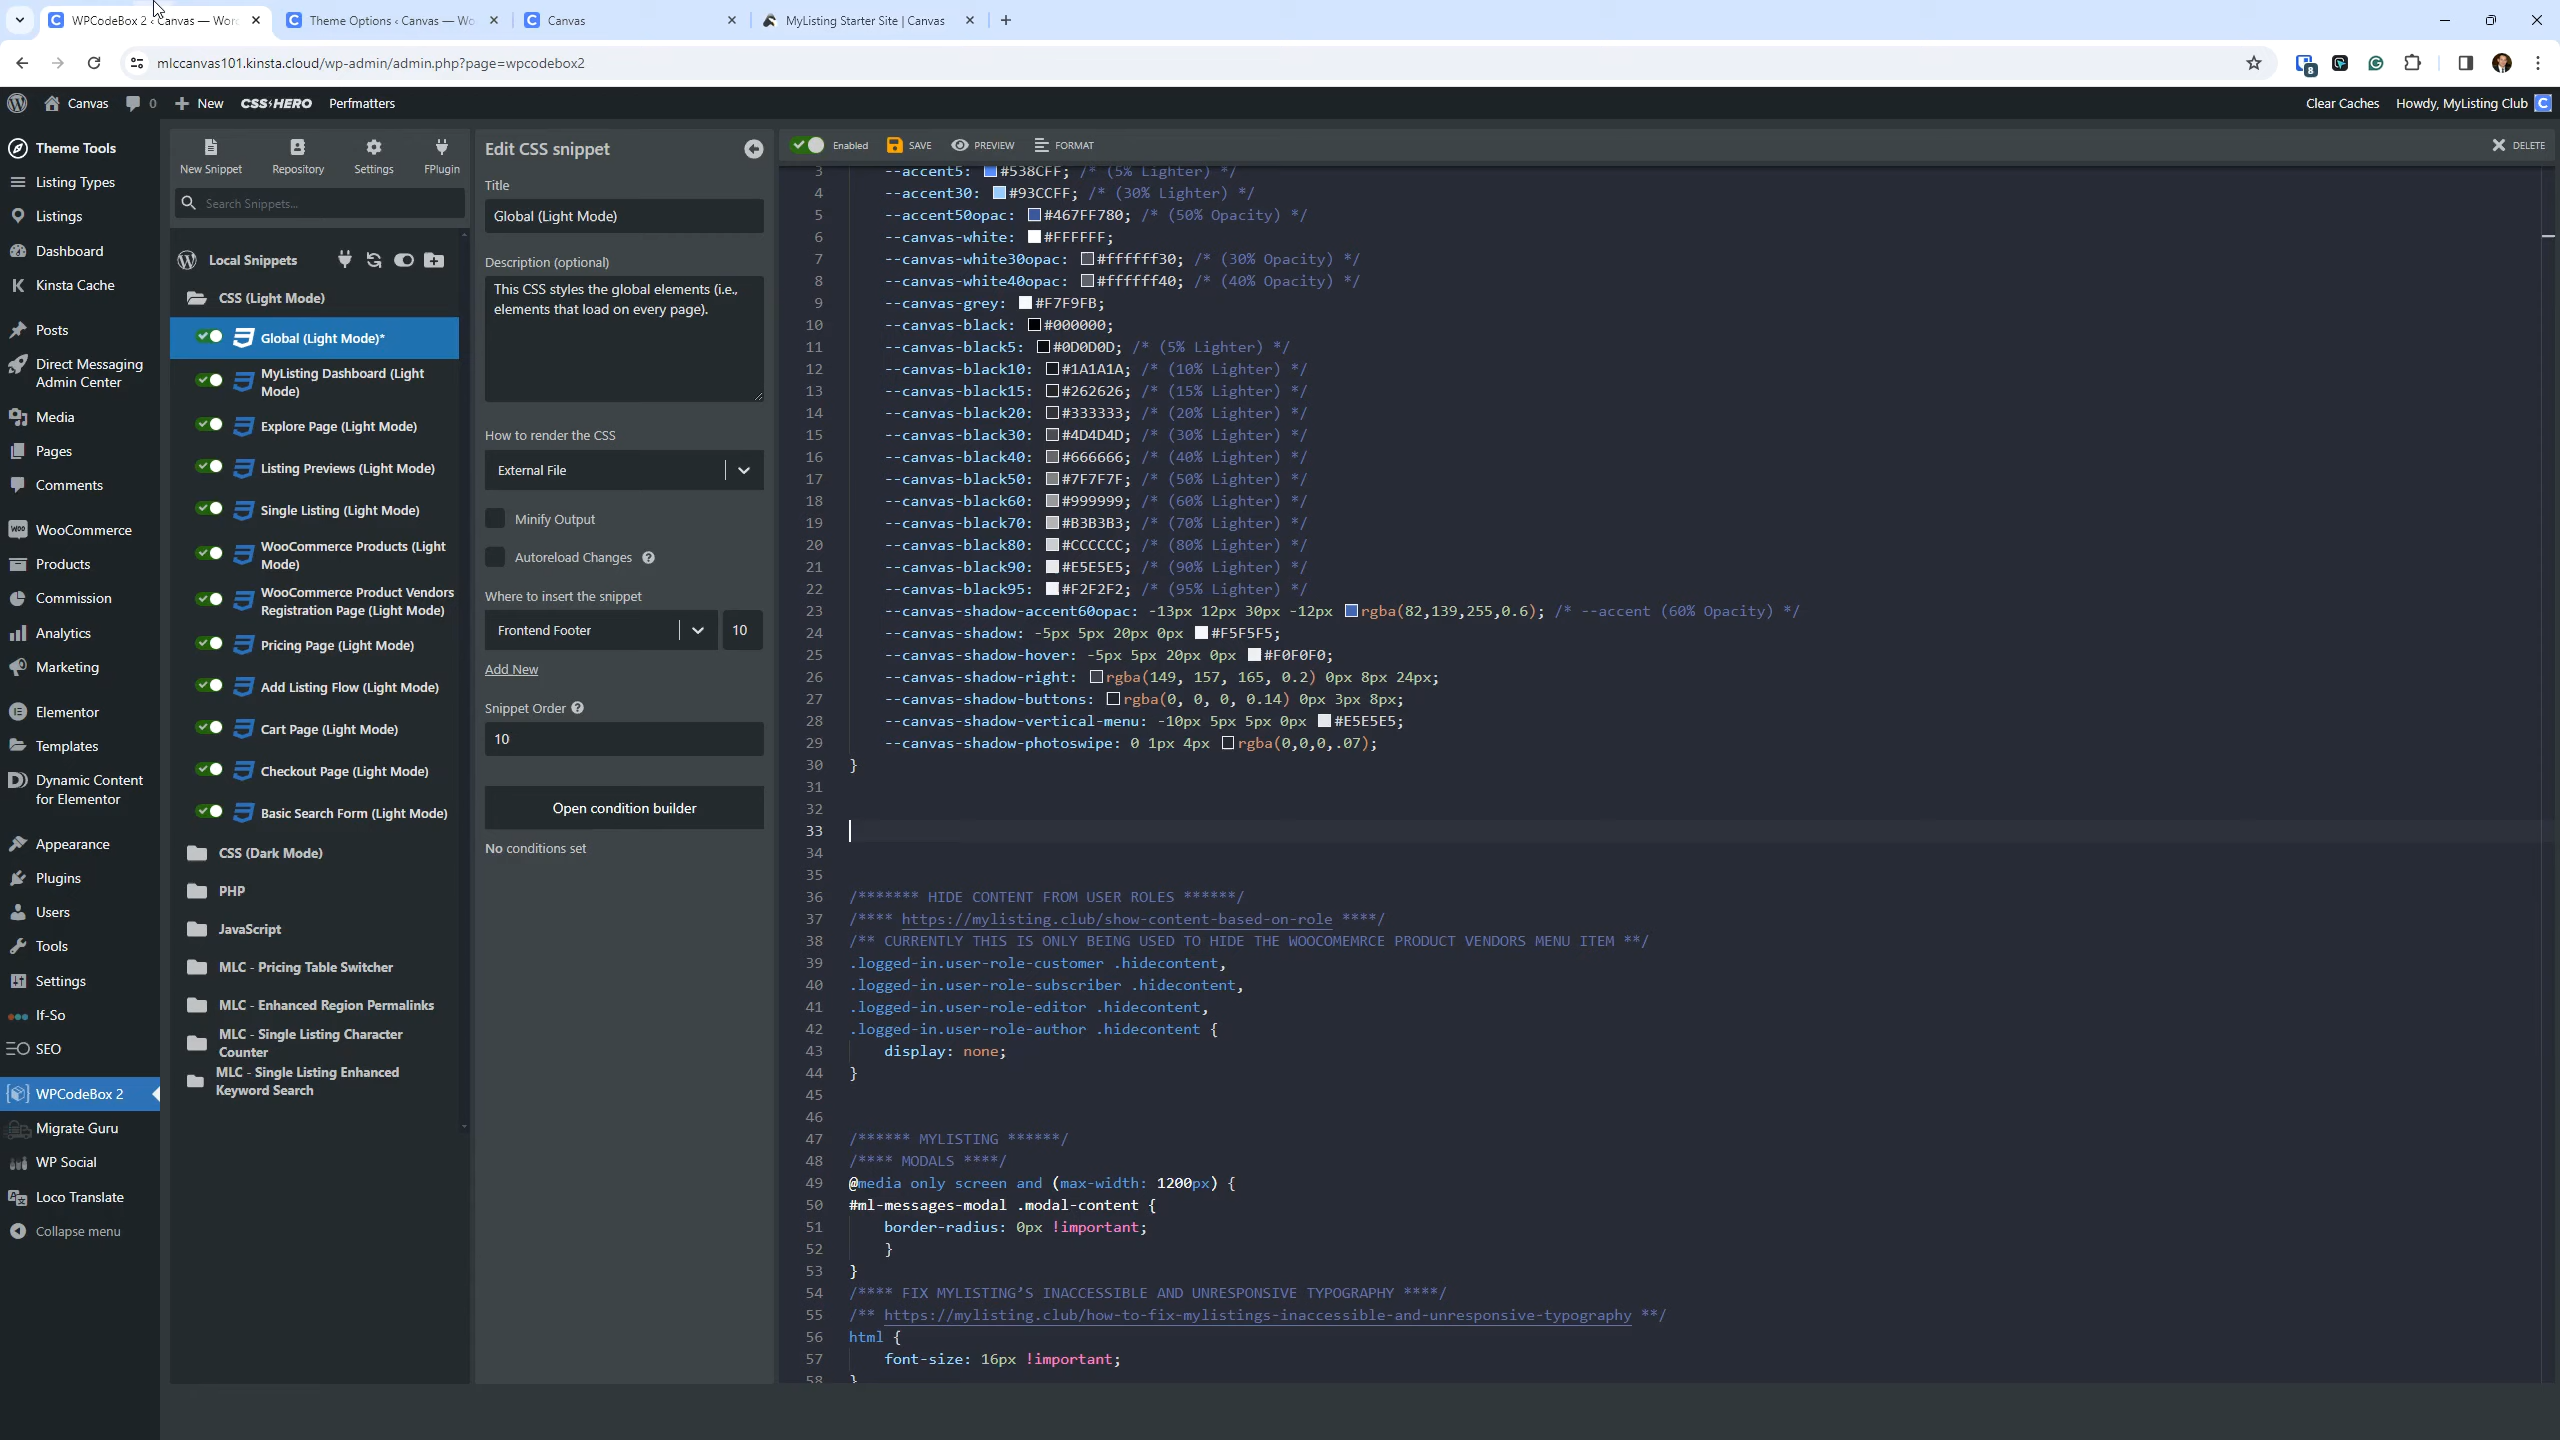 WPCodeBox 2 ‹ Canvas — Wor
Theme Options ‹ Canvas — Wo
Canvas
MyListing Starter Site | Canvas
mlccanvas101.kinsta.cloud/wp-admin/admin.php?page=wpcodebox2
8
Canvas
0
New
CSS HERO
Perfmatters
Clear Caches
Howdy, MyListing Club
Theme Tools
Listing Types
Listings
Dashboard
Kinsta Cache
Posts
Direct Messaging
Admin Center
Media
Pages
Comments
WooCommerce
Products
Commission
Analytics
Marketing
Elementor
Templates
Dynamic Content
for Elementor
Appearance
Plugins
Users
Tools
Settings
If-So
SEO
WPCodeBox 2
Migrate Guru
WP Social
Loco Translate
Collapse menu
New Snippet
Repository
Settings
FPlugin
Search Snippets...
Local Snippets
CSS (Light Mode)
Global (Light Mode)*
MyListing Dashboard (Light
Mode)
Explore Page (Light Mode)
Listing Previews (Light Mode)
Single Listing (Light Mode)
WooCommerce Products (Light
Mode)
WooCommerce Product Vendors
Registration Page (Light Mode)
Pricing Page (Light Mode)
Add Listing Flow (Light Mode)
Cart Page (Light Mode)
Checkout Page (Light Mode)
Basic Search Form (Light Mode)
CSS (Dark Mode)
PHP
JavaScript
MLC - Pricing Table Switcher
MLC - Enhanced Region Permalinks
MLC - Single Listing Character
Counter
MLC - Single Listing Enhanced
Keyword Search
Edit CSS snippet
Title
Global (Light Mode)
Description (optional)
This CSS styles the global elements (i.e.,
elements that load on every page).
How to render the CSS
External File
Minify Output
Autoreload Changes
Where to insert the snippet
Frontend Footer
10
Add New
Snippet Order
10
Open condition builder
No conditions set
Enabled
SAVE
PREVIEW
FORMAT
DELETE
3 --accent5: #538CFF; /* (5% Lighter) */
4 --accent30: #93CCFF; /* (30% Lighter) */
5 --accent50opac: #467FF780; /* (50% Opacity) */
6 --canvas-white: #FFFFFF;
7 --canvas-white30opac: #ffffff30; /* (30% Opacity) */
8 --canvas-white40opac: #ffffff40; /* (40% Opacity) */
9 --canvas-grey: #F7F9FB;
10 --canvas-black: #000000;
11 --canvas-black5: #0D0D0D; /* (5% Lighter) */
12 --canvas-black10: #1A1A1A; /* (10% Lighter) */
13 --canvas-black15: #262626; /* (15% Lighter) */
14 --canvas-black20: #333333; /* (20% Lighter) */
15 --canvas-black30: #4D4D4D; /* (30% Lighter) */
16 --canvas-black40: #666666; /* (40% Lighter) */
17 --canvas-black50: #7F7F7F; /* (50% Lighter) */
18 --canvas-black60: #999999; /* (60% Lighter) */
19 --canvas-black70: #B3B3B3; /* (70% Lighter) */
20 --canvas-black80: #CCCCCC; /* (80% Lighter) */
21 --canvas-black90: #E5E5E5; /* (90% Lighter) */
22 --canvas-black95: #F2F2F2; /* (95% Lighter) */
23 --canvas-shadow-accent60opac: -13px 12px 30px -12px rgba(82,139,255,0.6); /* --accent (60% Opacity) */
24 --canvas-shadow: -5px 5px 20px 0px #F5F5F5;
25 --canvas-shadow-hover: -5px 5px 20px 0px #F0F0F0;
26 --canvas-shadow-right: rgba(149, 157, 165, 0.2) 0px 8px 24px;
27 --canvas-shadow-buttons: rgba(0, 0, 0, 0.14) 0px 3px 8px;
28 --canvas-shadow-vertical-menu: -10px 5px 5px 0px #E5E5E5;
29 --canvas-shadow-photoswipe: 0 1px 4px rgba(0,0,0,.07);
30 }
31
32
33
34
35
36 /******* HIDE CONTENT FROM USER ROLES ******/
37 /**** https://mylisting.club/show-content-based-on-role ****/
38 /** CURRENTLY THIS IS ONLY BEING USED TO HIDE THE WOOCOMEMRCE PRODUCT VENDORS MENU ITEM **/
39 .logged-in.user-role-customer .hidecontent,
40 .logged-in.user-role-subscriber .hidecontent,
41 .logged-in.user-role-editor .hidecontent,
42 .logged-in.user-role-author .hidecontent {
43 display: none;
44 }
45
46
47 /****** MYLISTING ******/
48 /**** MODALS ****/
49 @media only screen and (max-width: 1200px) {
50 #ml-messages-modal .modal-content {
51 border-radius: 0px !important;
52 }
53 }
54 /**** FIX MYLISTING’S INACCESSIBLE AND UNRESPONSIVE TYPOGRAPHY ****/
55 /** https://mylisting.club/how-to-fix-mylistings-inaccessible-and-unresponsive-typography **/
56 html {
57 font-size: 16px !important;
58 }